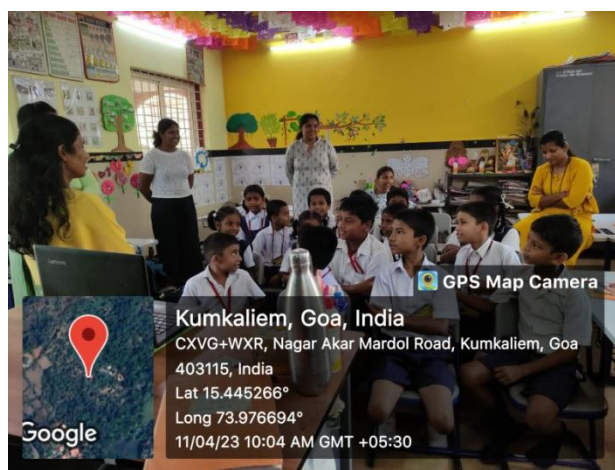 Lenovo
GPS Map Camera
Kumkaliem, Goa, India
CXVG+WXR, Nagar Akar Mardol Road, Kumkaliem, Goa
403115, India
Lat 15.445266°
Long 73.976694°
11/04/23 10:04 AM GMT +05:30
Google